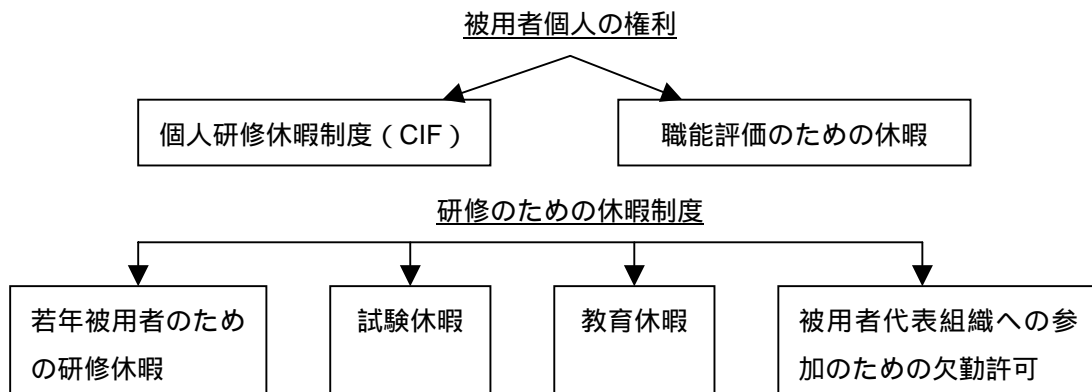 被用者個人の権利
個人研修休暇制度（CIF）
職能評価のための休暇
研修のための休暇制度
若年被用者のため
の研修休暇
試験休暇
教育休暇
被用者代表組織への参
加のための欠勤許可